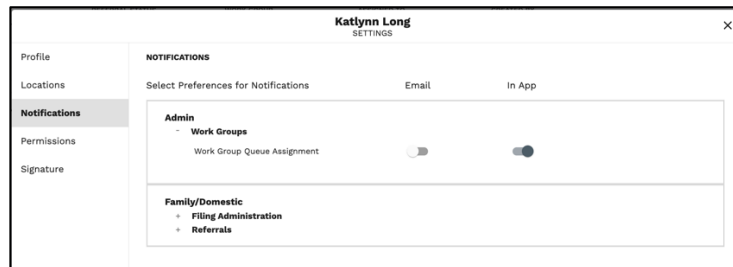 Katlynn Long
SETTINGS
×
Profile
Locations
Notifications
Permissions
Signature
NOTIFICATIONS
Select Preferences for Notifications Email In App
Admin
- Work Groups
Work Group Queue Assignment
Family/Domestic
+ Filing Administration
+ Referrals